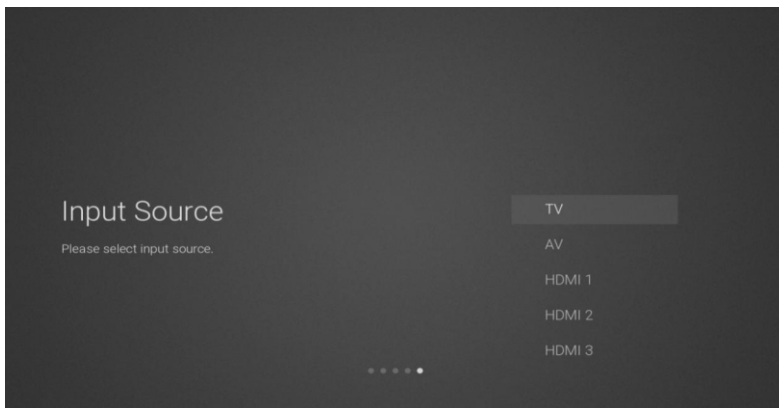 Input Source
Please select input source.
TV
AV
HDMI 1
HDMI 2
HDMI 3